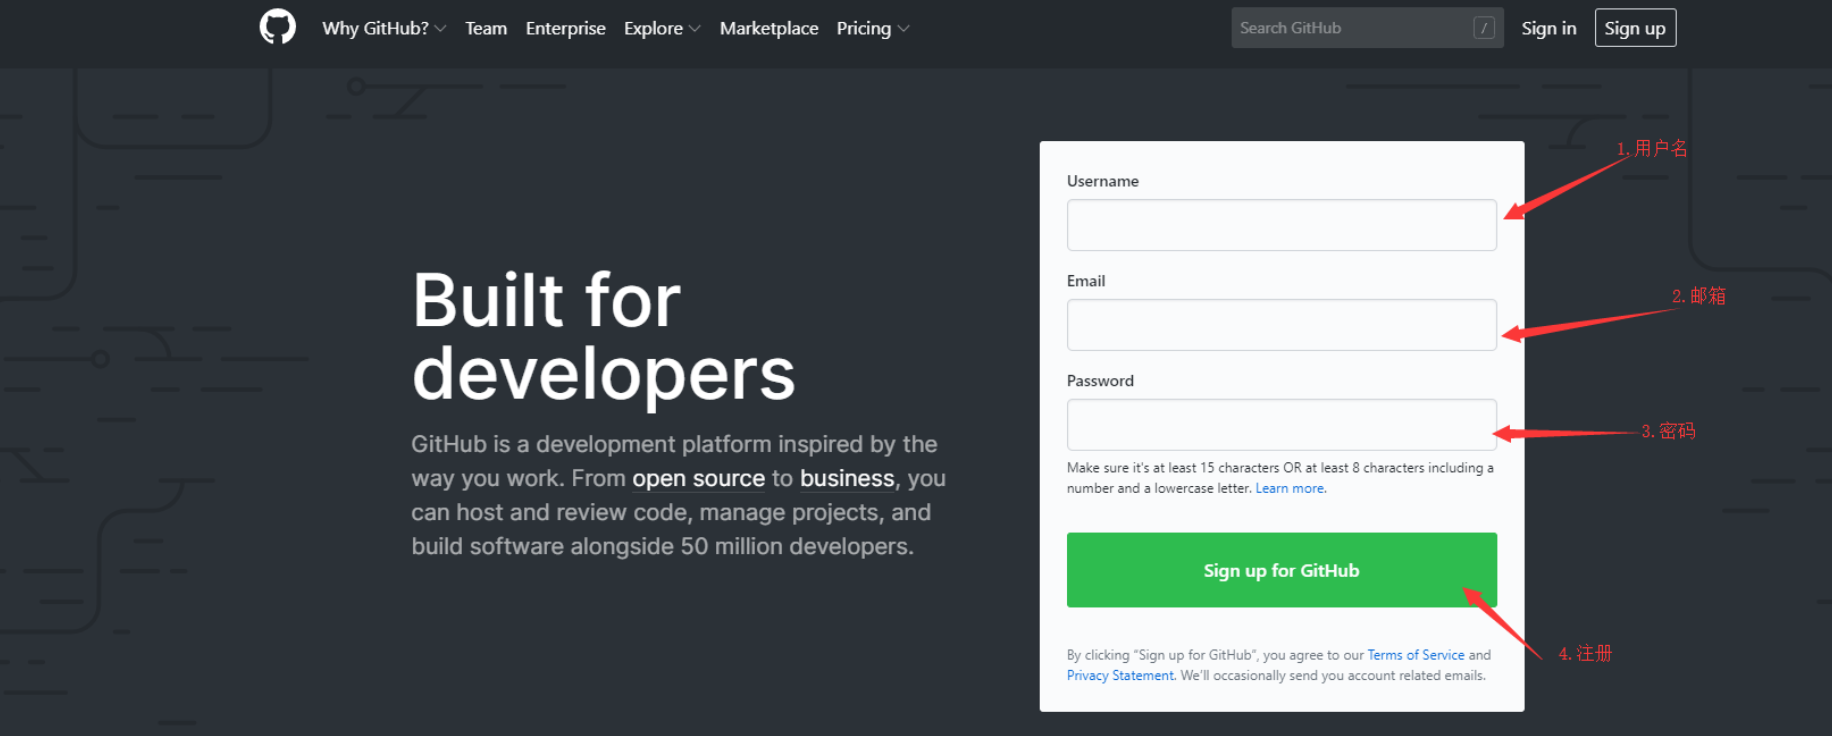 Why GitHub? Team Enterprise Explore Marketplace Pricing Search GitHub / Sign in Sign up
Built for
developers
GitHub is a development platform inspired by the
way you work. From open source to business, you
can host and review code, manage projects, and
build software alongside 50 million developers.
Username
1.用户名
Email
2.邮箱
Password
3.密码
Make sure it's at least 15 characters OR at least 8 characters including a
number and a lowercase letter. Learn more.
Sign up for GitHub
4.注册
By clicking “Sign up for GitHub”, you agree to our Terms of Service and
Privacy Statement. We’ll occasionally send you account related emails.